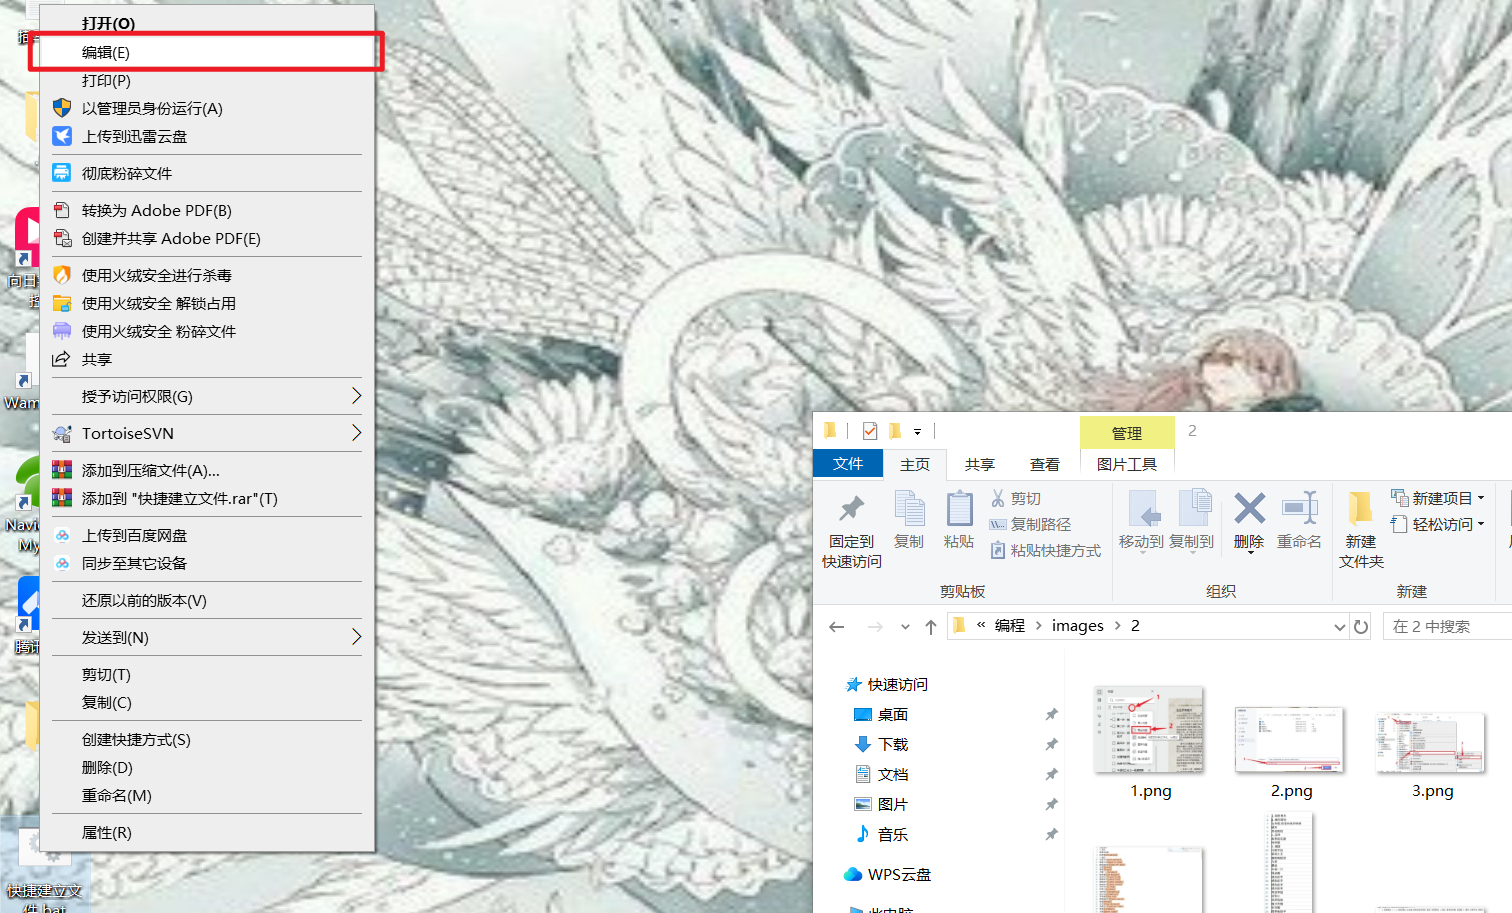 打开(O)
编辑(E)
打印(P)
以管理员身份运行(A)
上传到迅雷云盘
彻底粉碎文件
转换为 Adobe PDF(B)
创建并共享 Adobe PDF(E)
使用火绒安全进行杀毒
使用火绒安全 解锁占用
使用火绒安全 粉碎文件
共享
授予访问权限(G)
TortoiseSVN
添加到压缩文件(A)...
添加到 "快捷建立文件.rar"(T)
上传到百度网盘
同步至其它设备
还原以前的版本(V)
发送到(N)
剪切(T)
复制(C)
创建快捷方式(S)
删除(D)
重命名(M)
属性(R)
向日
Wam
Navi
My
腾讯
快捷建立文
件.bat
管理
2
文件
主页
共享
查看
图片工具
固定到
快速访问
复制
粘贴
剪切
复制路径
粘贴快捷方式
剪贴板
移动到
复制到
删除
重命名
组织
新建
文件夹
新建项目
轻松访问
新建
« 编程 › images › 2
在 2 中搜索
快速访问
桌面
下载
文档
图片
音乐
WPS云盘
此电脑
1.png
2.png
3.png